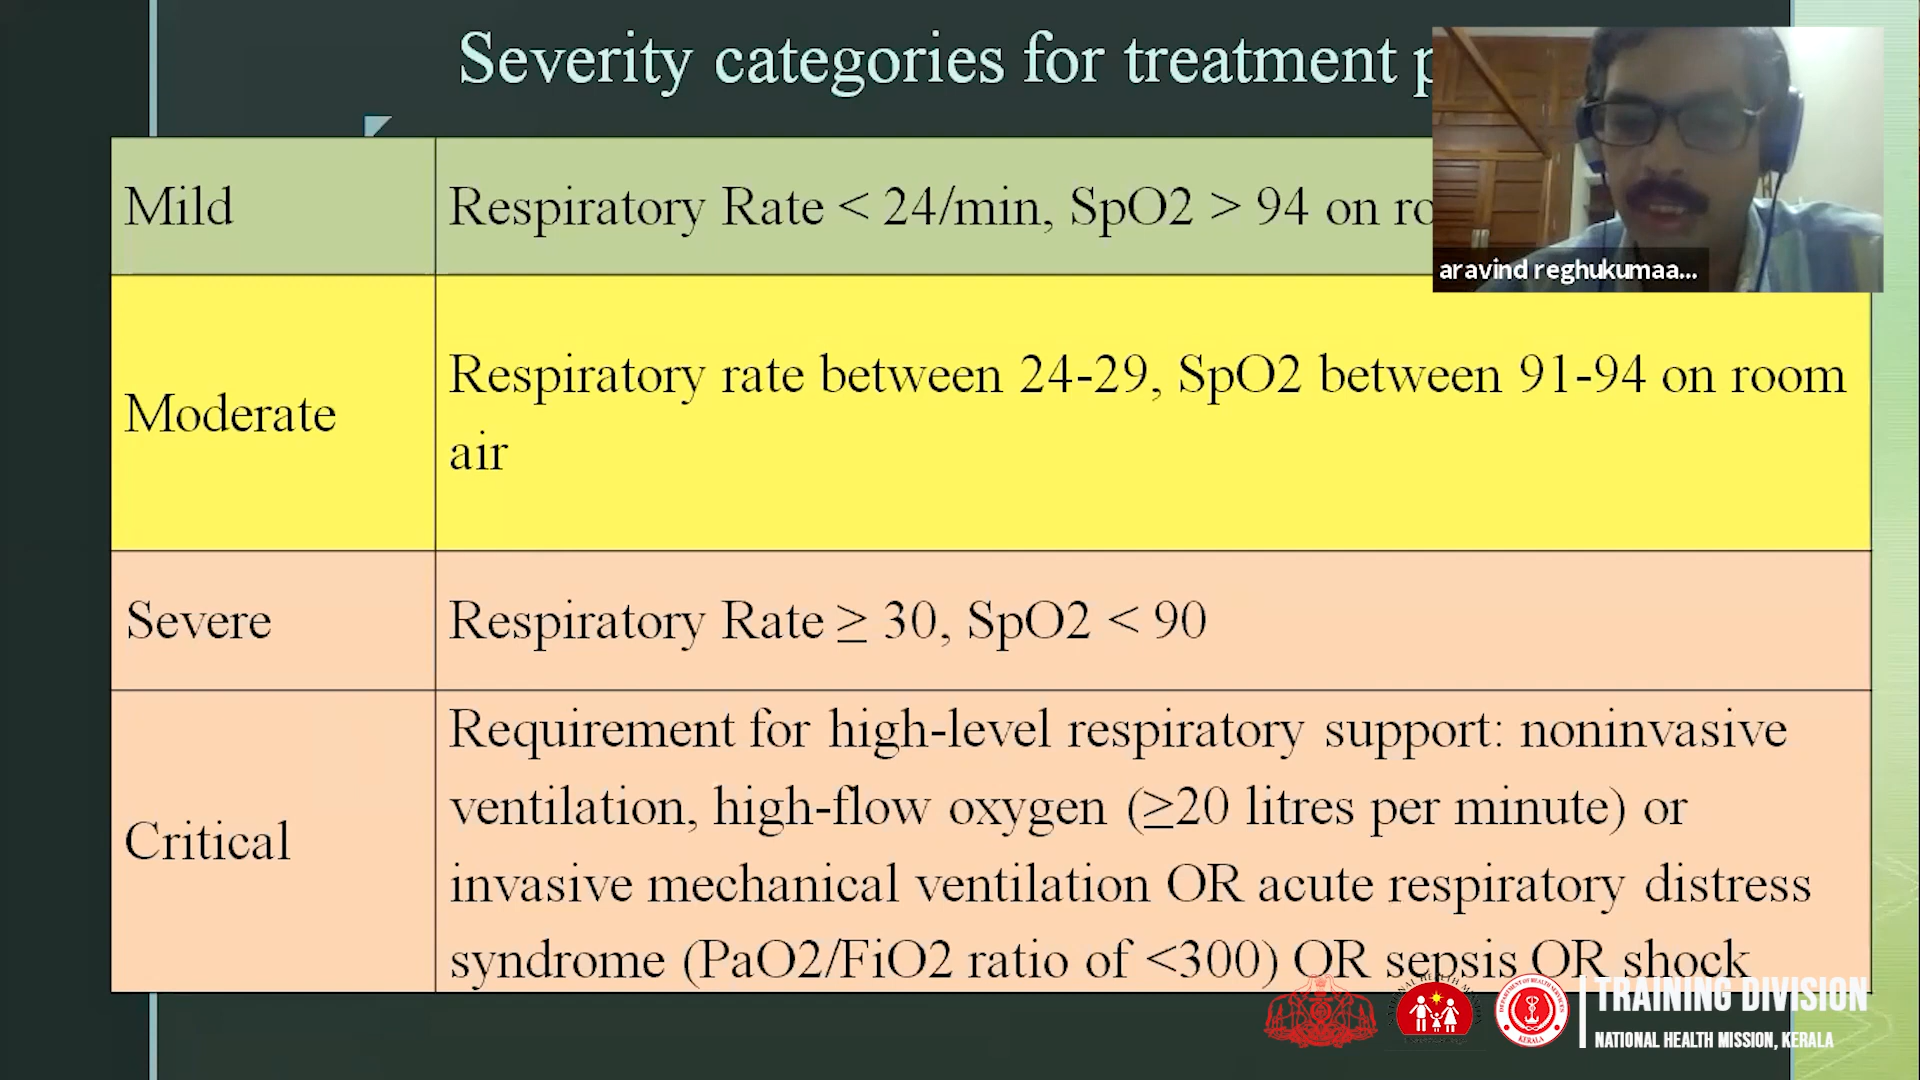 Severity categories for treatment
Mild
Respiratory Rate < 24/min, SpO2 > 94 on
aravind reghukumaa...
Moderate
Respiratory rate between 24-29, SpO2 between 91-94 on room
air
Severe
Respiratory Rate ≥ 30, SpO2 < 90
Critical
Requirement for high-level respiratory support: noninvasive
ventilation, high-flow oxygen (≥20 litres per minute) or
invasive mechanical ventilation OR acute respiratory distress
syndrome (PaO2/FiO2 ratio of <300) OR sepsis OR shock
TRAINING DIVISION
NATIONAL HEALTH MISSION, KERALA